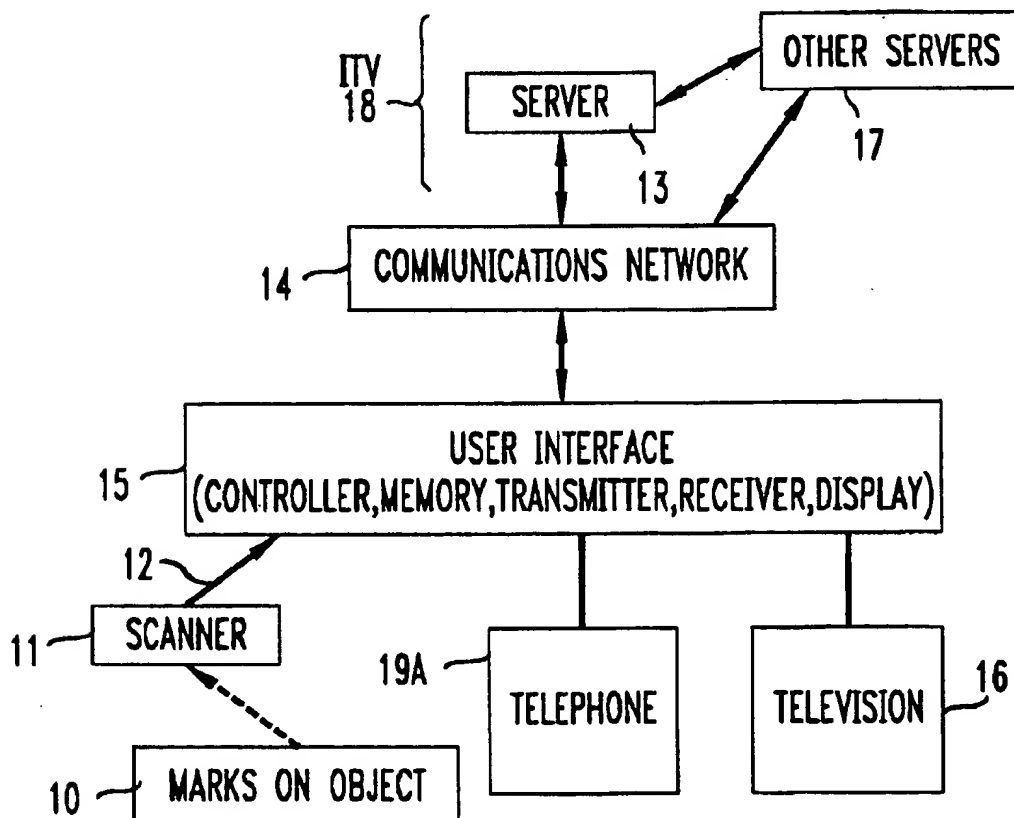 ITV
18
SERVER
13
OTHER SERVERS
17
14
COMMUNICATIONS NETWORK
15
USER INTERFACE
(CONTROLLER,MEMORY,TRANSMITTER,RECEIVER,DISPLAY)
12
11
SCANNER
19A
TELEPHONE
TELEVISION
16
10
MARKS ON OBJECT